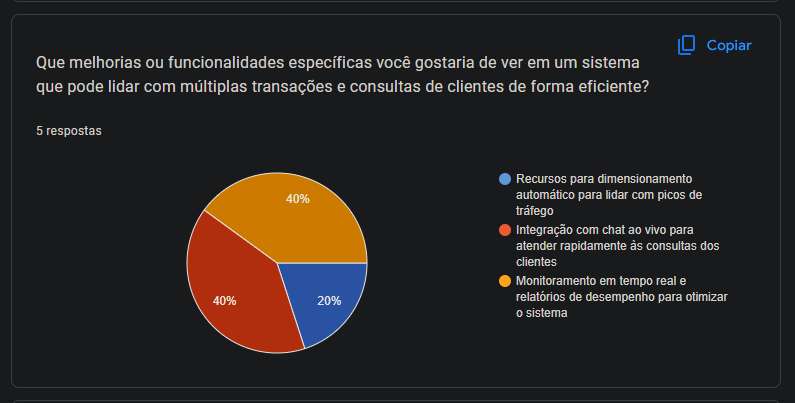 Copiar
Que melhorias ou funcionalidades específicas você gostaria de ver em um sistema
que pode lidar com múltiplas transações e consultas de clientes de forma eficiente?
5 respostas
40%
40%
20%
Recursos para dimensionamento
automático para lidar com picos de
tráfego
Integração com chat ao vivo para
atender rapidamente às consultas dos
clientes
Monitoramento em tempo real e
relatórios de desempenho para otimizar
o sistema